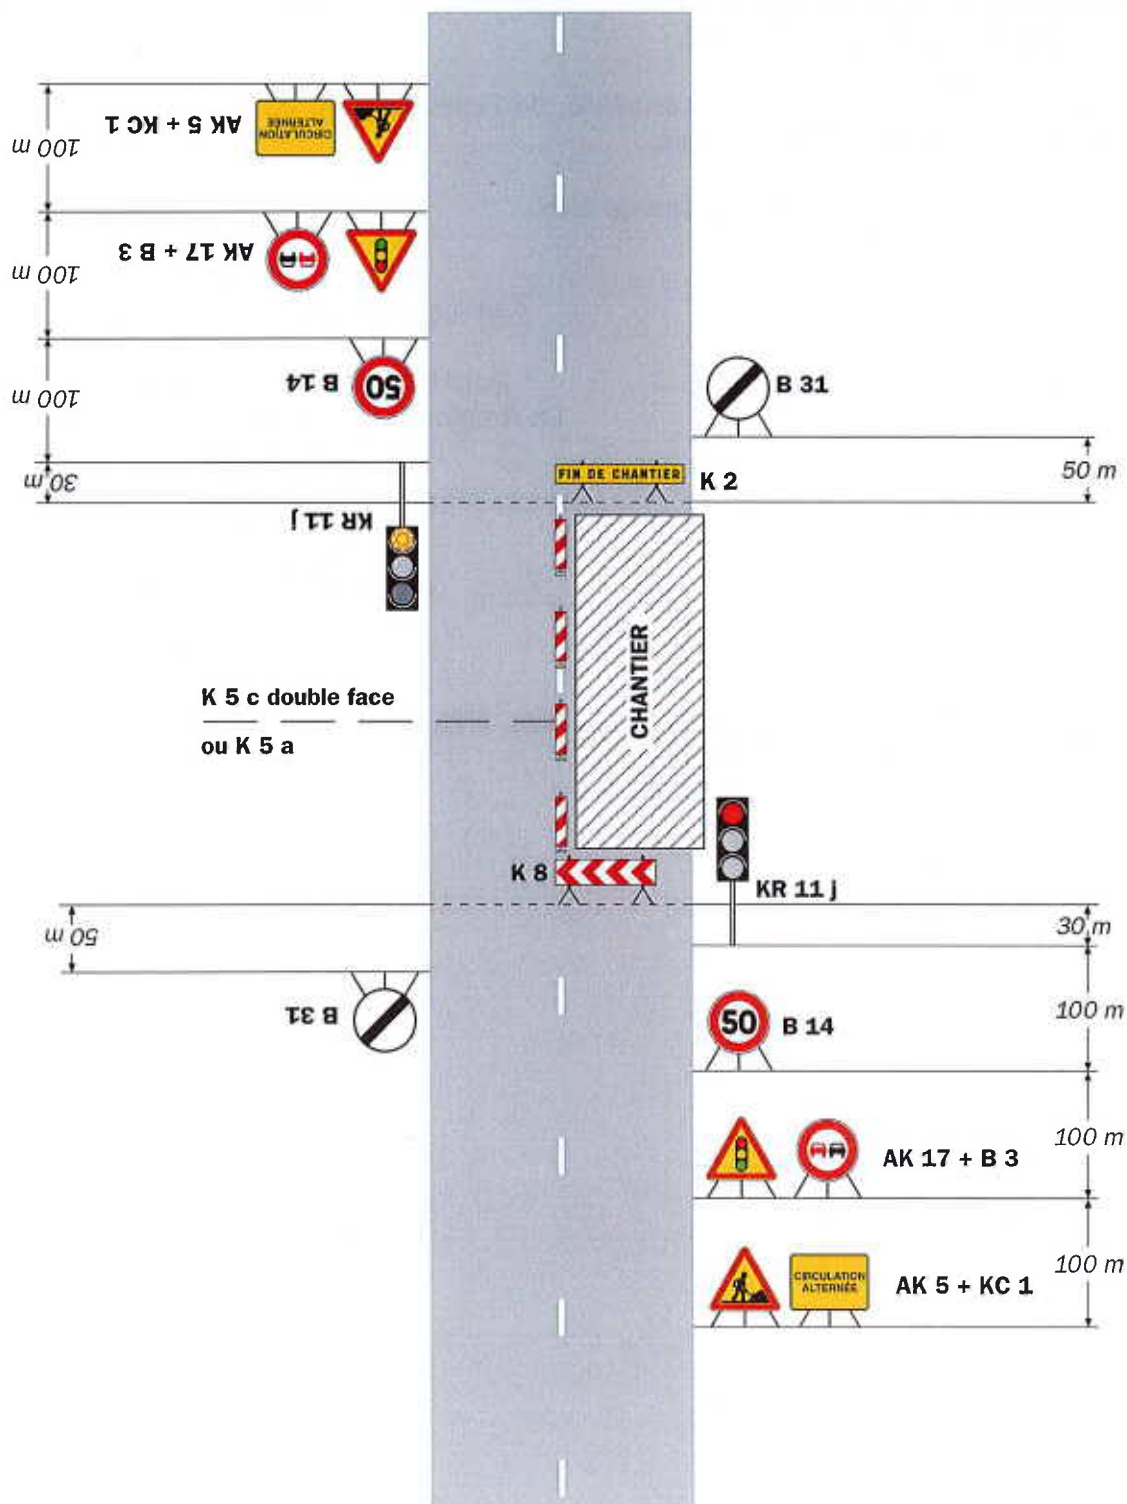 AK 5 + KC 1
CIRCULATION
ALTERNÉE
100 m
AK 17 + B 3
100 m
B 14
50
100 m
B 31
30 m
50 m
FIN DE CHANTIER
K 2
KR 11 j
CHANTIER
K 5 c double face
ou K 5 a
K 8
KR 11 j
50 m
30 m
B 31
50
B 14
100 m
AK 17 + B 3
100 m
CIRCULATION
ALTERNÉE
AK 5 + KC 1
100 m